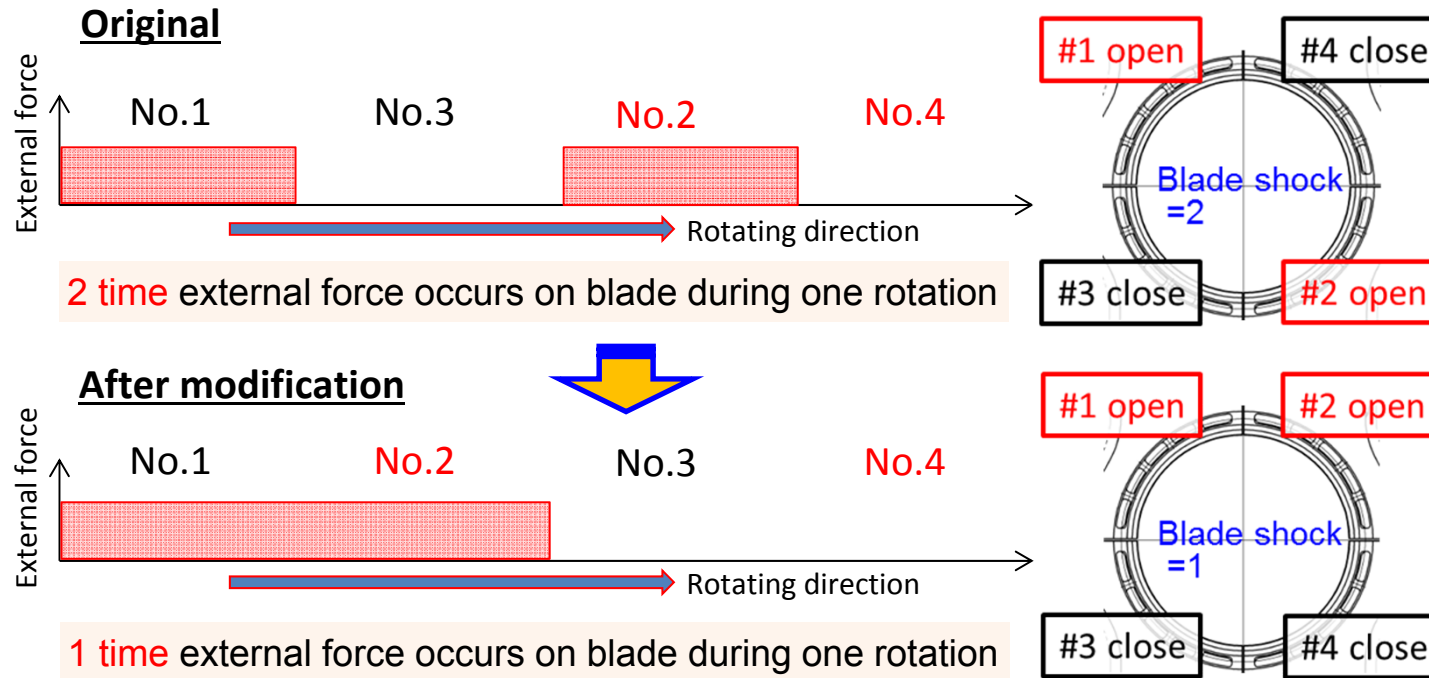 Original
External force
No.1
No.3
No.2
No.4
Rotating direction
2 time external force occurs on blade during one rotation
#1 open
#4 close
Blade shock
=2
#3 close
#2 open
After modification
External force
No.1
No.2
No.3
No.4
Rotating direction
1 time external force occurs on blade during one rotation
#1 open
#2 open
Blade shock
=1
#3 close
#4 close